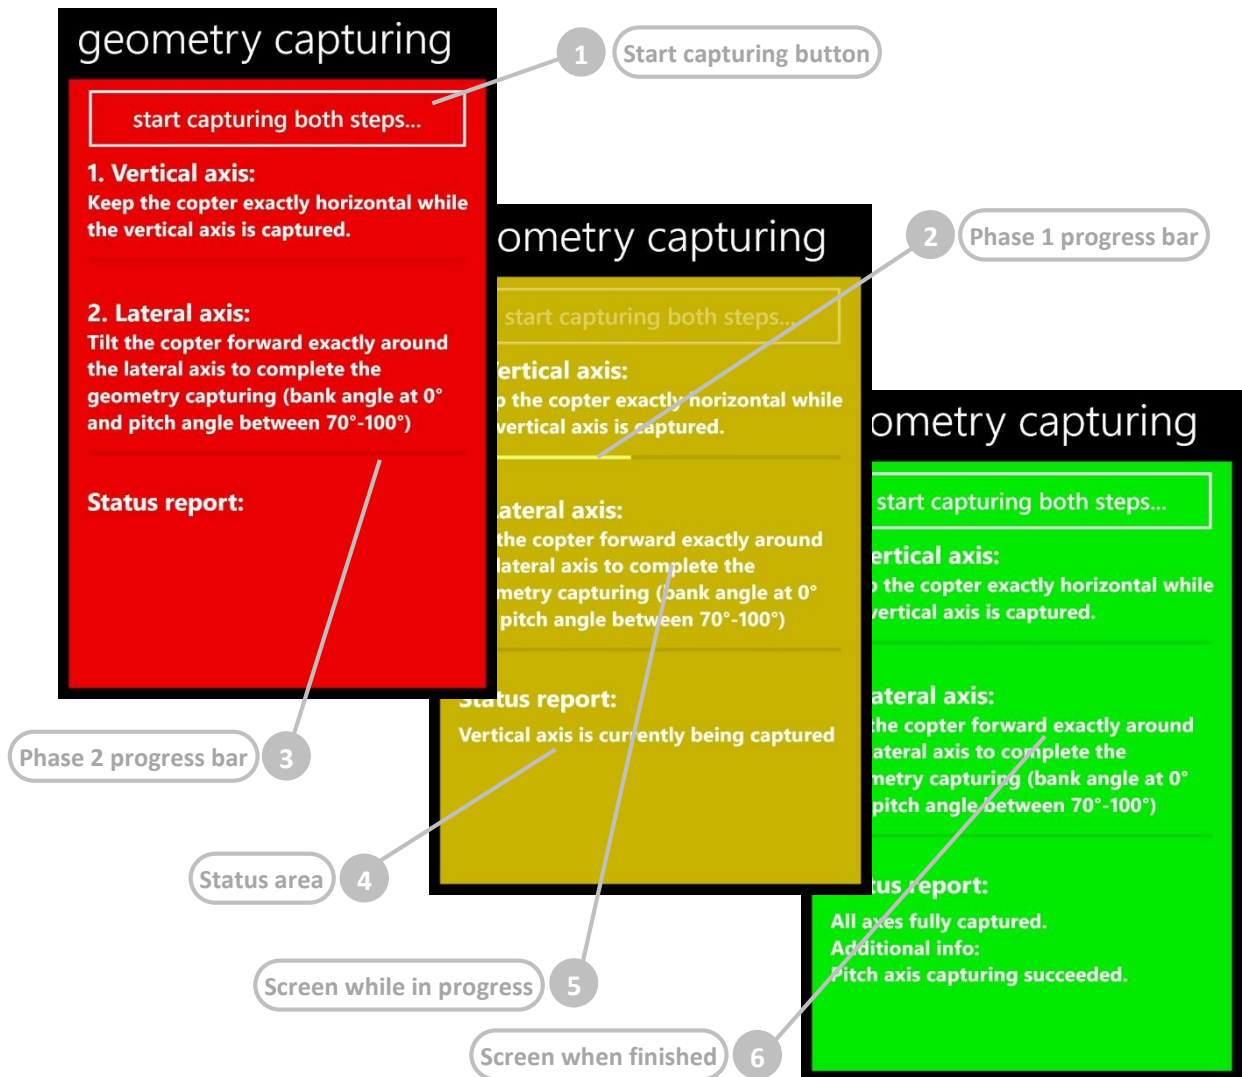 geometry capturing
1
Start capturing button
start capturing both steps...
1. Vertical axis:
Keep the copter exactly horizontal while
the vertical axis is captured.
2. Lateral axis:
Tilt the copter forward exactly around
the lateral axis to complete the
geometry capturing (bank angle at 0°
and pitch angle between 70°-100°)
Status report:
Phase 2 progress bar
3
ometry capturing
2
Phase 1 progress bar
start capturing both steps...
ertical axis:
p the copter exactly horizontal while
vertical axis is captured.
ateral axis:
the copter forward exactly around
lateral axis to complete the
metry capturing (bank angle at 0°
pitch angle between 70°-100°)
Status report:
Vertical axis is currently being captured
Status area
4
Screen while in progress
5
ometry capturing
start capturing both steps...
ertical axis:
the copter exactly horizontal while
vertical axis is captured.
ateral axis:
the copter forward exactly around
ateral axis to complete the
metry capturing (bank angle at 0°
pitch angle between 70°-100°)
tus report:
All axes fully captured.
Additional info:
Pitch axis capturing succeeded.
Screen when finished
6